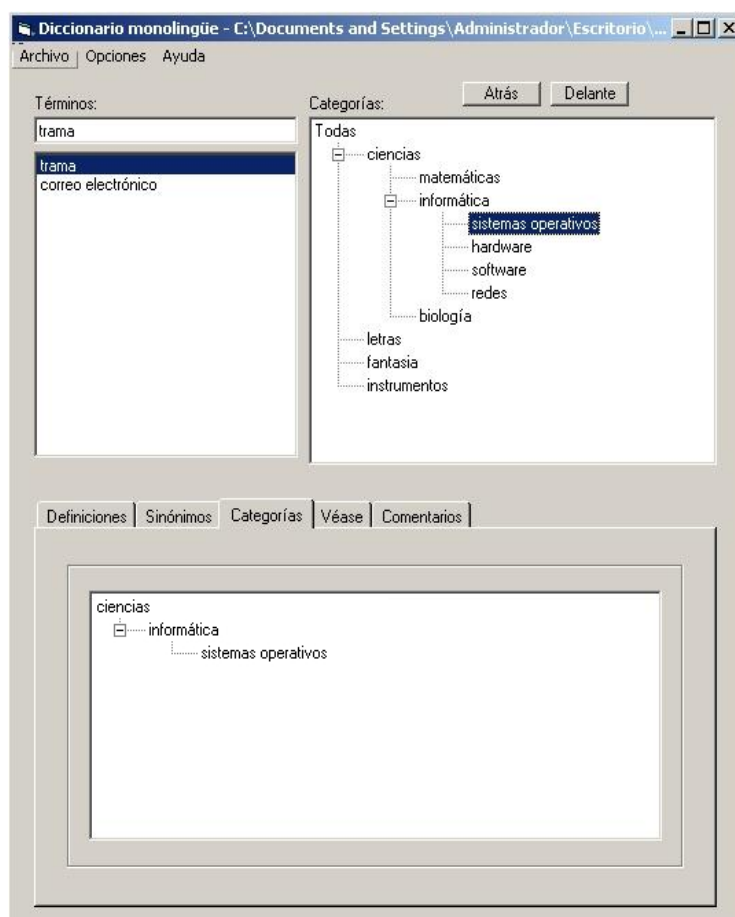 Diccionario monolingüe - C:\Documents and Settings\Administrador\Escritorio\...
Archivo Opciones Ayuda
Atrás Delante
Términos:
Categorías:
trama
trama
correo electrónico
Todas
ciencias
matemáticas
informática
sistemas operativos
hardware
software
redes
biología
letras
fantasia
instrumentos
Definiciones Sinónimos Categorías Véase Comentarios
ciencias
informática
sistemas operativos